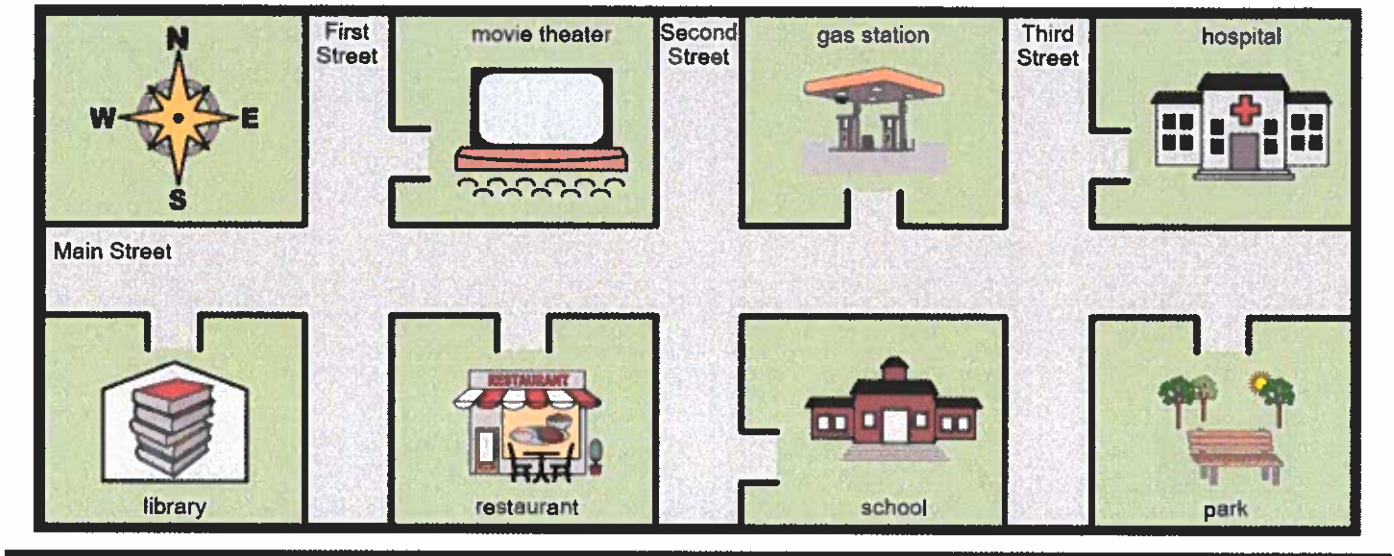 N
W E
S
First
Street
movie theater
Second
Street
gas station
Third
Street
hospital
Main Street
RESTAURANT
library
restaurant
school
park